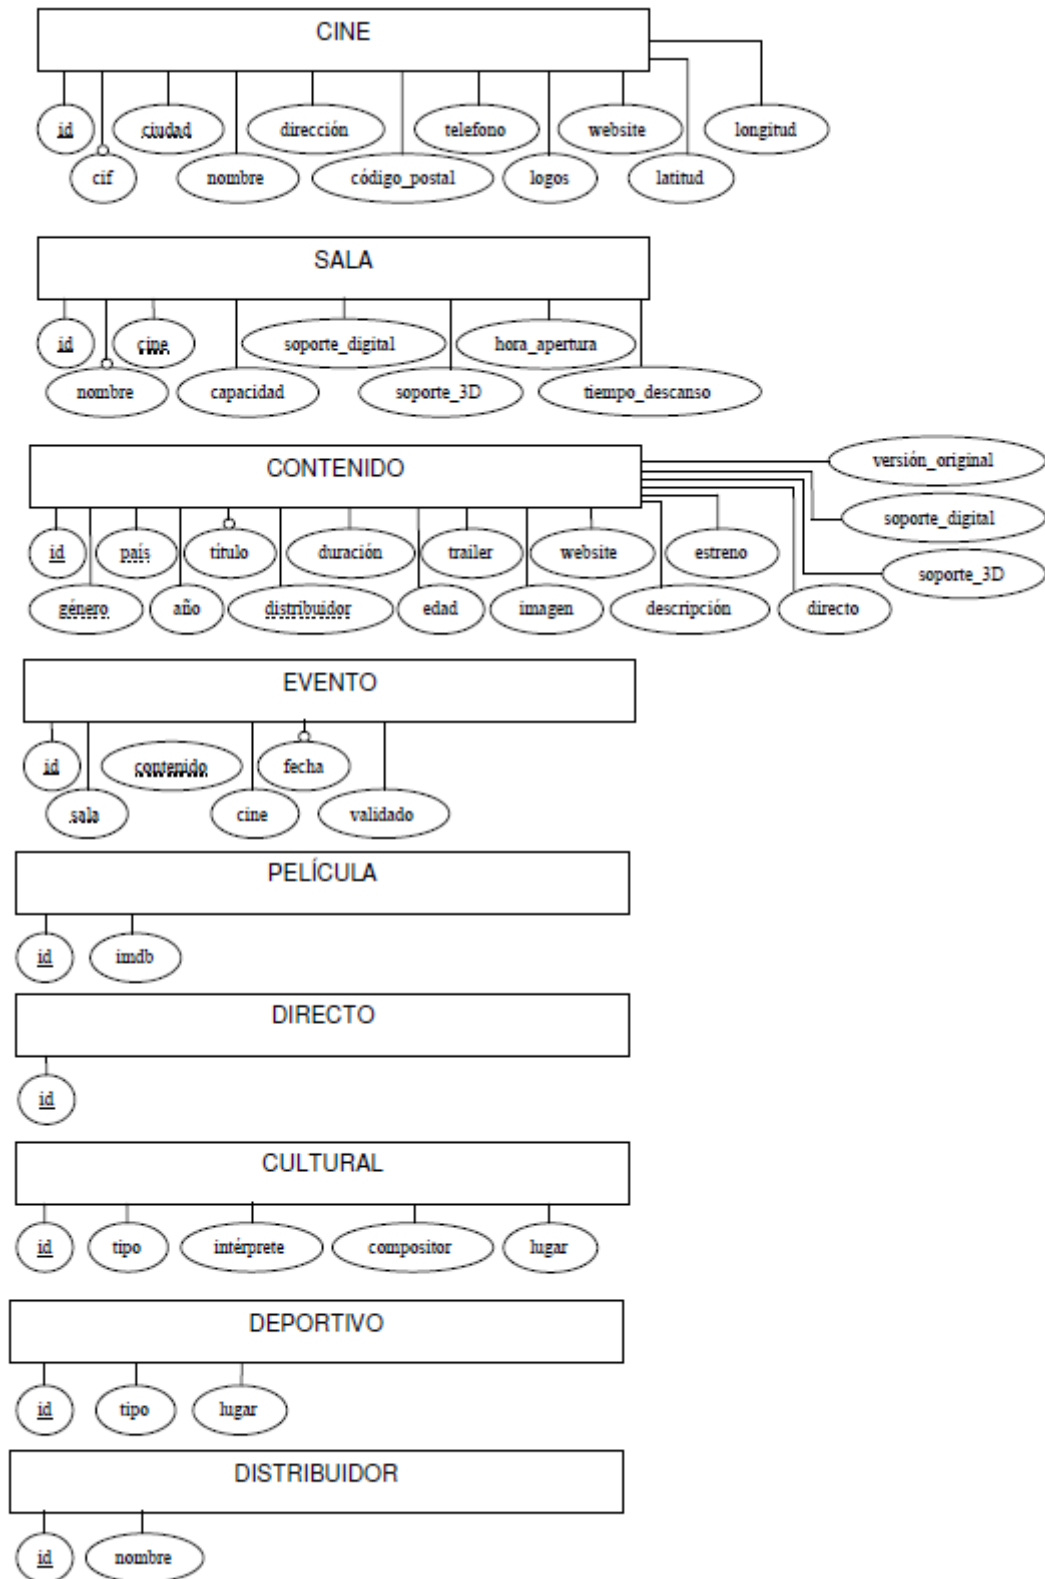 CINE
id ciudad dirección telefono website longitud
cif nombre código_postal logos latitud
SALA
id cine soporte_digital hora_apertura
nombre capacidad soporte_3D tiempo_descanso
CONTENIDO
versión_original
soporte_digital
id país título duración trailer website estreno
soporte_3D
género año distribuidor edad imagen descripción directo
EVENTO
id contenido fecha
sala cine validado
PELÍCULA
id imdb
DIRECTO
id
CULTURAL
id tipo intérprete compositor lugar
DEPORTIVO
id tipo lugar
DISTRIBUIDOR
id nombre